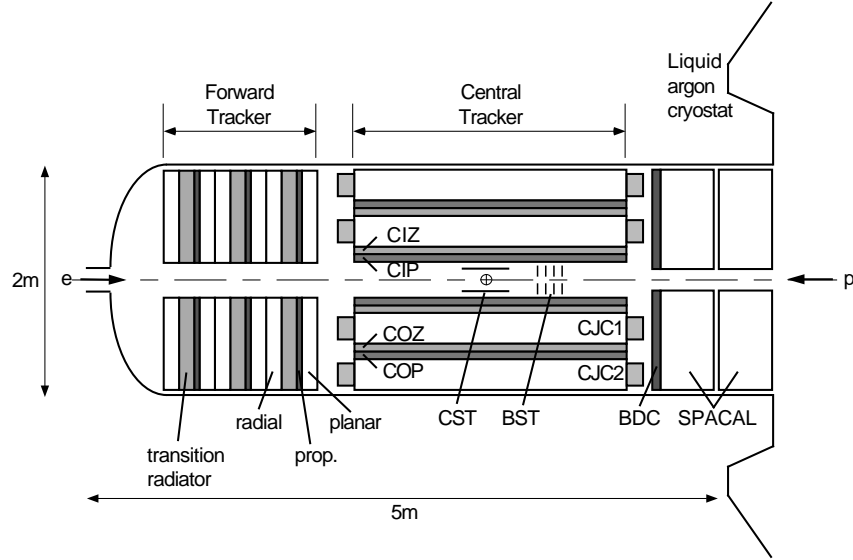 Forward
Tracker
Central
Tracker
Liquid
argon
cryostat
CIZ
CIP
2m
e
p
COZ
COP
CJC1
CJC2
radial
planar
CST
BST
BDC
SPACAL
transition
radiator
prop.
5m